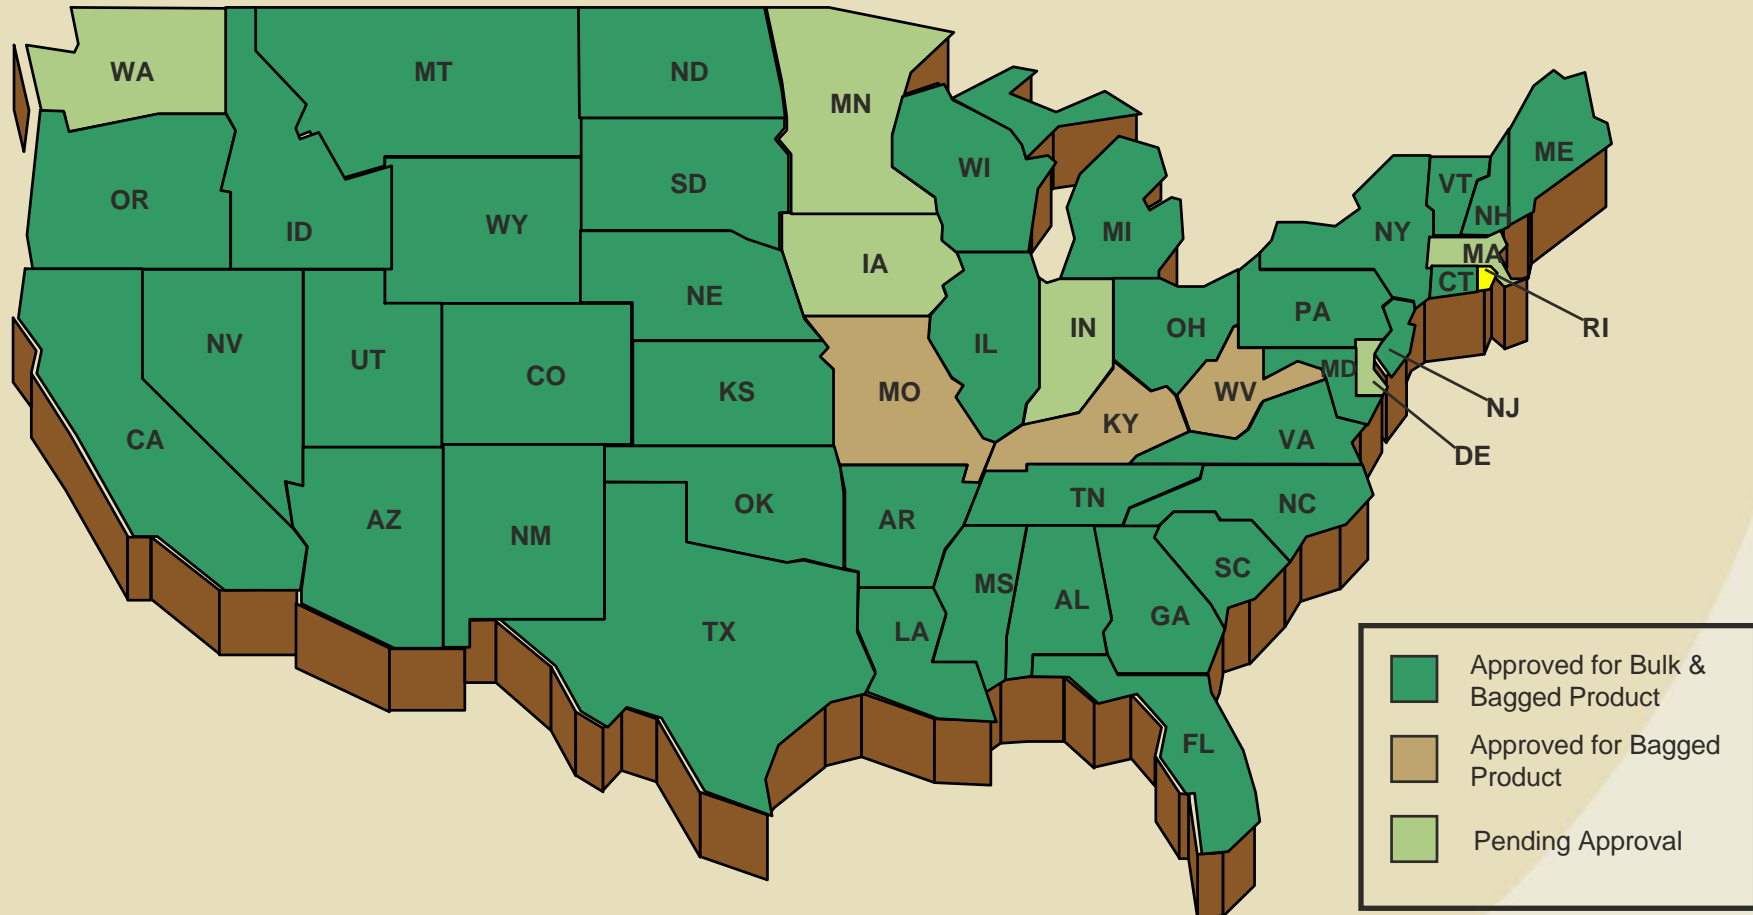 WA
MT
ND
MN
OR
ID
WY
SD
WI
MI
ME
VT
NH
NY
MA
CT
RI
IA
NE
NV
UT
CO
KS
MO
IL
IN
OH
PA
MD
NJ
DE
WV
VA
KY
CA
AZ
NM
OK
AR
TN
NC
SC
MS
AL
GA
TX
LA
FL
Approved for Bulk &
Bagged Product
Approved for Bagged
Product
Pending Approval